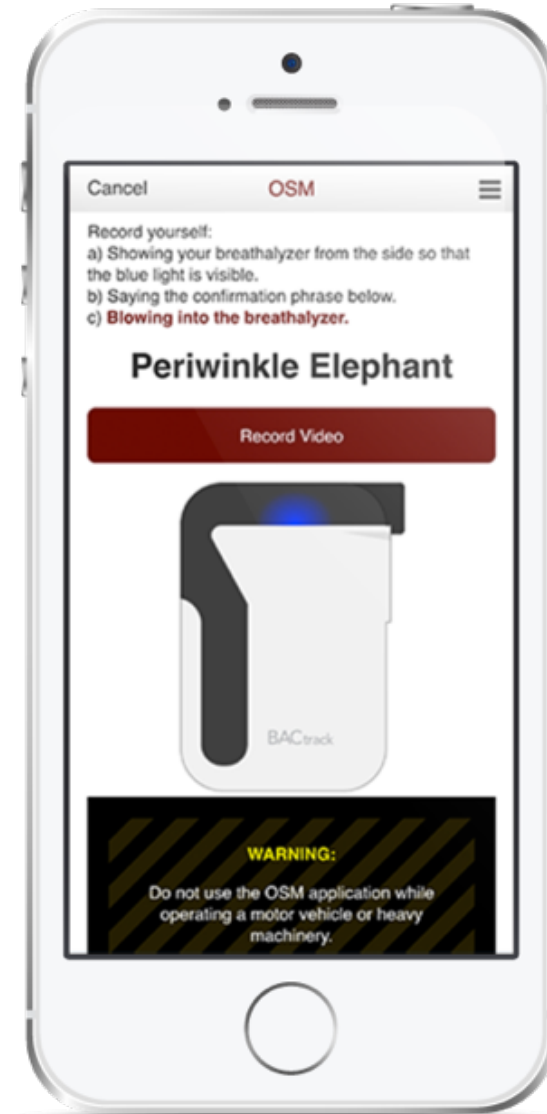 Cancel
OSM
Record yourself:
a) Showing your breathalyzer from the side so that
the blue light is visible.
b) Saying the confirmation phrase below.
c) Blowing into the breathalyzer.
Periwinkle Elephant
Record Video
BACtrack
WARNING:
Do not use the OSM application while
operating a motor vehicle or heavy
machinery.